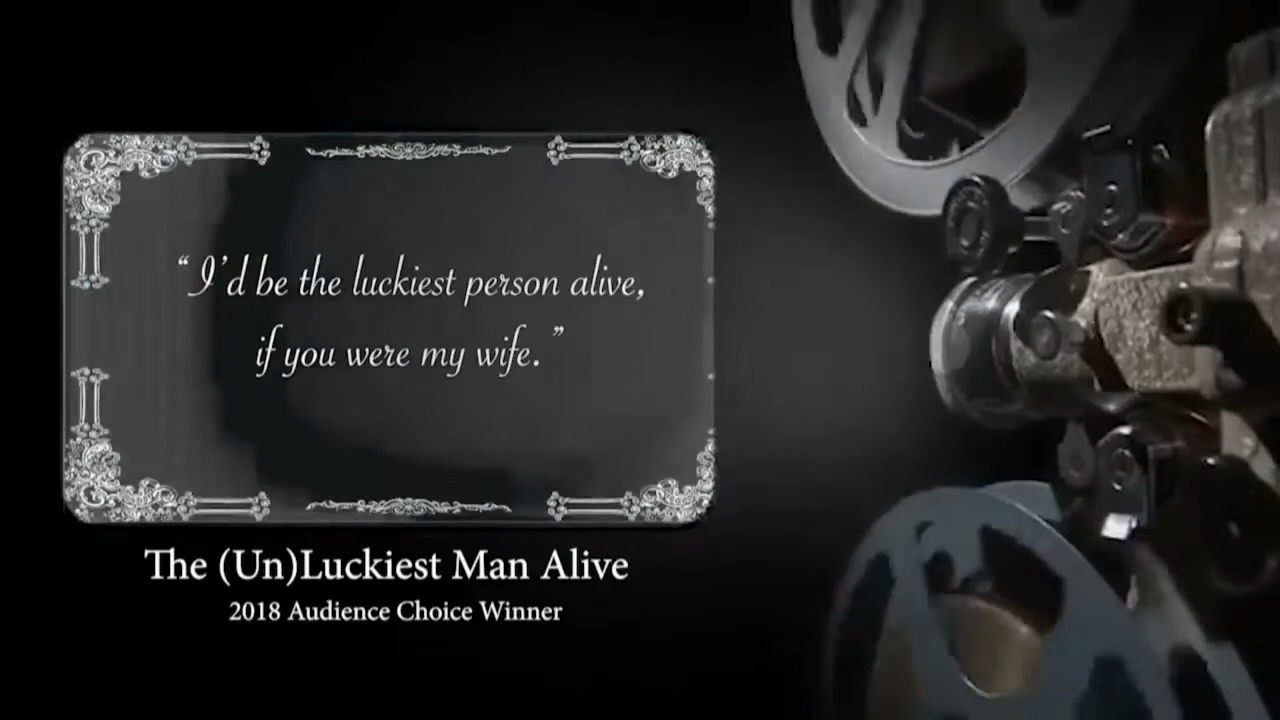 “I’d be the luckiest person alive,
if you were my wife.”
The (Un)Luckiest Man Alive
2018 Audience Choice Winner